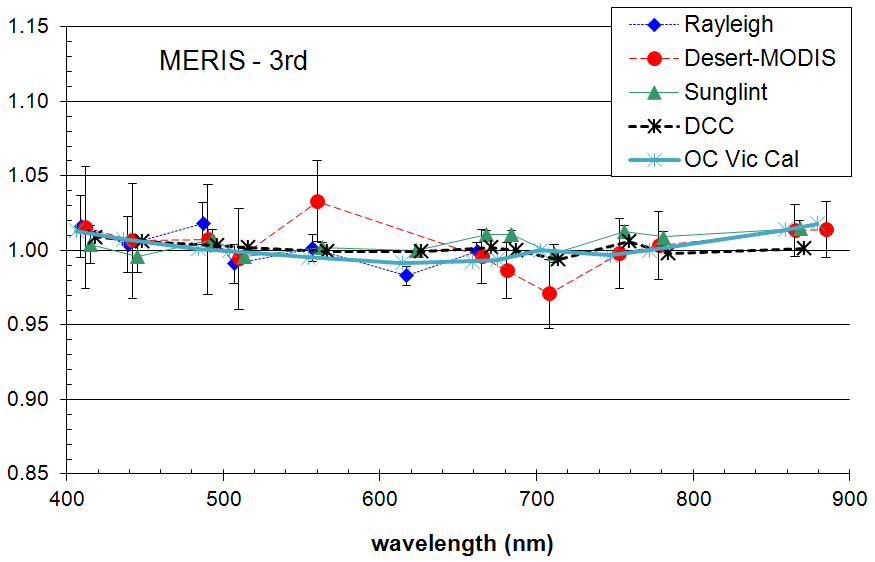 MERIS - 3rd
Rayleigh
Desert-MODIS
Sunglint
DCC
OC Vic Cal
1.15
1.10
1.05
1.00
0.95
0.90
0.85
400 500 600 700 800 900
wavelength (nm)